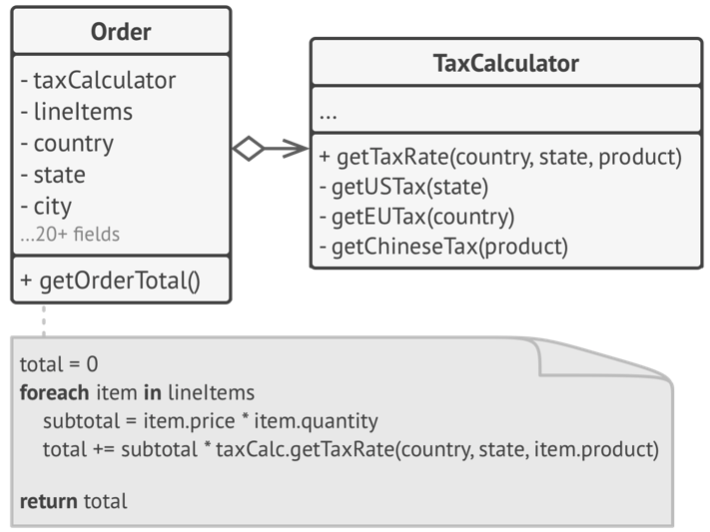 Order
- taxCalculator
- lineItems
- country
- state
- city
...20+ fields
+ getOrderTotal()
TaxCalculator
...
+ getTaxRate(country, state, product)
- getUSTax(state)
- getEUTax(country)
- getChineseTax(product)
total = 0
foreach item in lineItems
subtotal = item.price * item.quantity
total += subtotal * taxCalc.getTaxRate(country, state, item.product)
return total